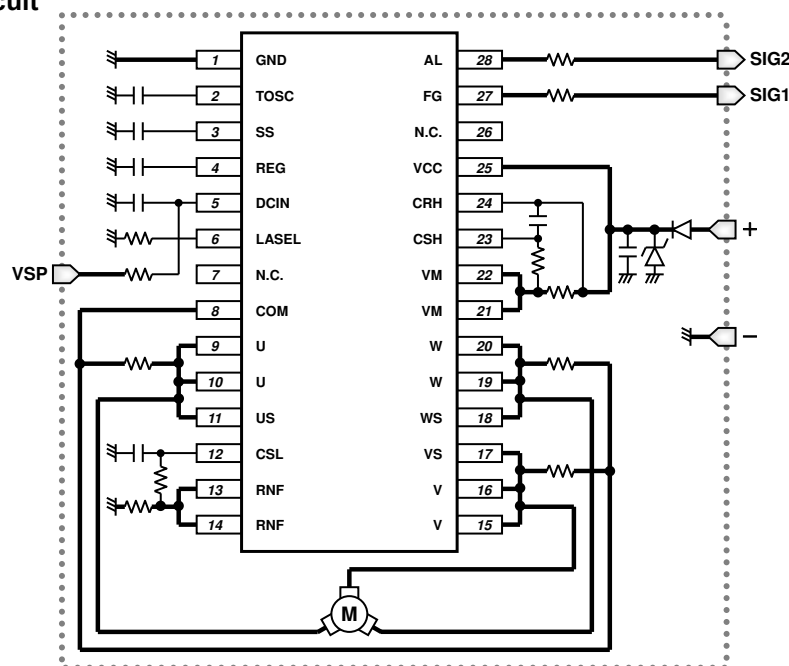 cuit
1 GND AL 28 SIG2
2 TOSC FG 27 SIG1
3 SS N.C. 26
4 REG VCC 25
5 DCIN CRH 24
6 LASEL CSH 23 +
VSP 7 N.C. VM 22
8 COM VM 21
9 U W 20 −
10 U W 19
11 US WS 18
12 CSL VS 17
13 RNF V 16
14 RNF V 15
M